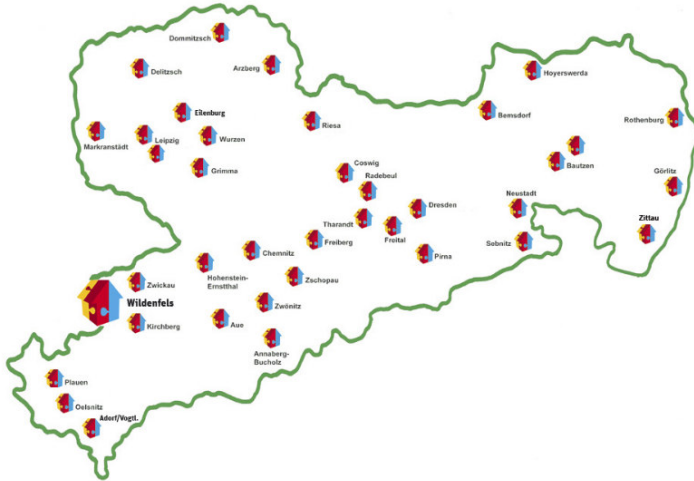 Dommitzsch
Delitzsch
Arzberg
Hoyerswerda
Eilenburg
Bernsdorf
Rothenburg
Riesa
Markranstädt
Leipzig
Wurzen
Grimma
Bautzen
Coswig
Radebeul
Görlitz
Neustadt
Dresden
Tharandt
Freital
Zittau
Freiberg
Sebnitz
Chemnitz
Pirna
Hohenstein-
Ernstthal
Zschopau
Zwickau
Wildenfels
Zwönitz
Kirchberg
Aue
Annaberg-
Bucholz
Plauen
Oelsnitz
Adorf/Vogtl.